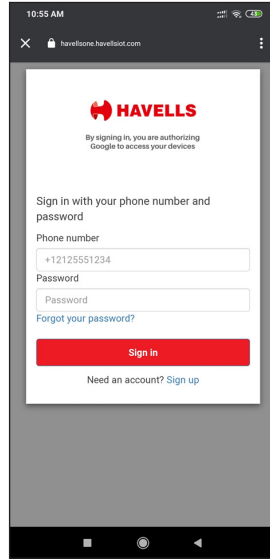 10:55 AM
havellsone.havellsiot.com
HAVELLS
By signing in, you are authorizing
Google to access your devices
Sign in with your phone number and
password
Phone number
+12125551234
Password
Password
Forgot your password?
Sign in
Need an account? Sign up